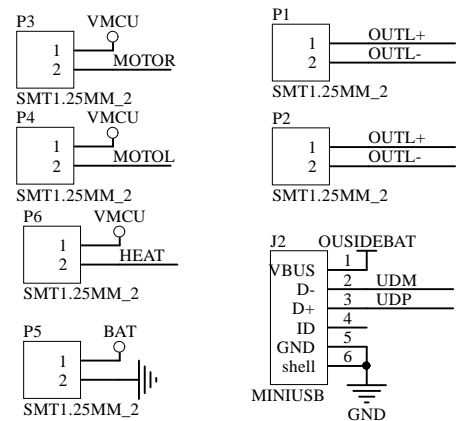 P3
VMCU
1
2
MOTOR
SMT1.25MM_2
P4
VMCU
1
2
MOTOL
SMT1.25MM_2
P6
VMCU
1
2
HEAT
SMT1.25MM_2
P5
BAT
1
2
SMT1.25MM_2
P1
1
OUTL+
2
OUTL-
SMT1.25MM_2
P2
1
OUTL+
2
OUTL-
SMT1.25MM_2
J2
OUSIDEBAT
VBUS 1
D- 2 UDM
D+ 3 UDP
ID 4
GND 5
shell 6
MINIUSB
GND